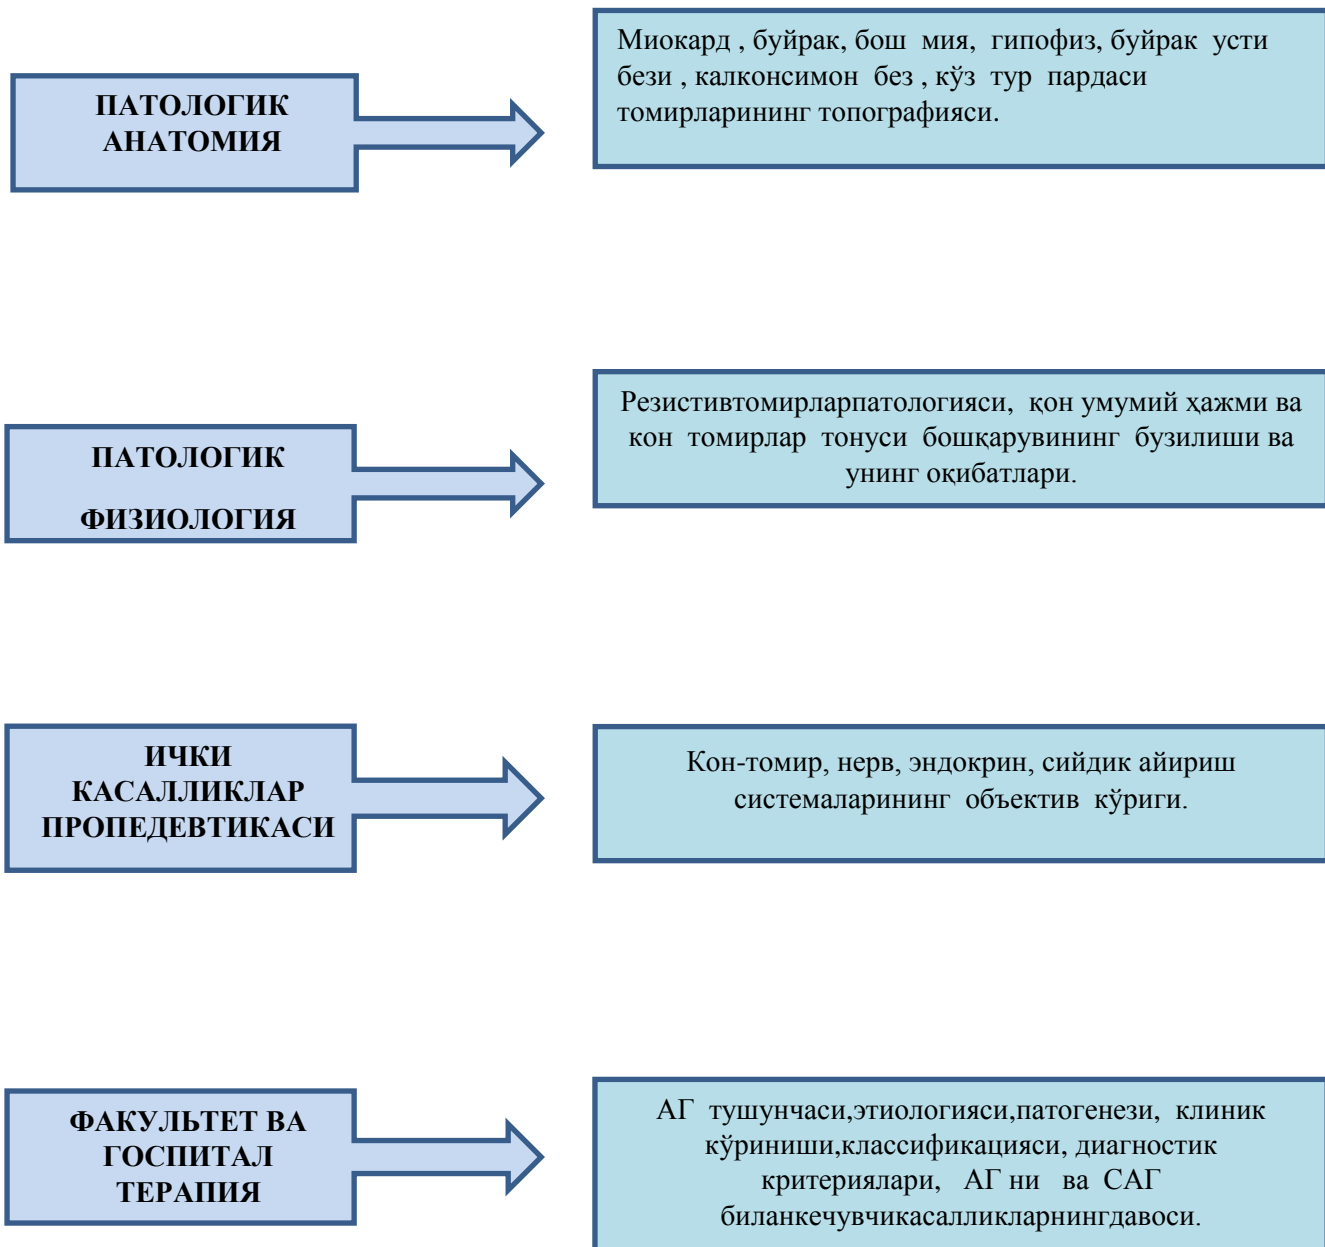 ПАТОЛОГИК
АНАТОМИЯ
Миокард , буйрак, бош мия, гипофиз, буйрак усти
бези , калконсимон без , кўз тур пардаси
томирларининг топографияси.
ПАТОЛОГИК
ФИЗИОЛОГИЯ
Резистивтомирларпатологияси, қон умумий ҳажми ва
кон томирлар тонуси бошқарувининг бузилиши ва
унинг оқибатлари.
ИЧКИ
КАСАЛЛИКЛАР
ПРОПЕДЕВТИКАСИ
Кон-томир, нерв, эндокрин, сийдик айириш
системаларининг объектив кўриги.
ФАКУЛЬТЕТ ВА
ГОСПИТАЛ
ТЕРАПИЯ
АГ тушунчаси,этиологияси,патогенези, клиник
кўриниши,классификацияси, диагностик
критериялари, АГ ни ва САГ
биланкечувчикасалликларнингдавоси.